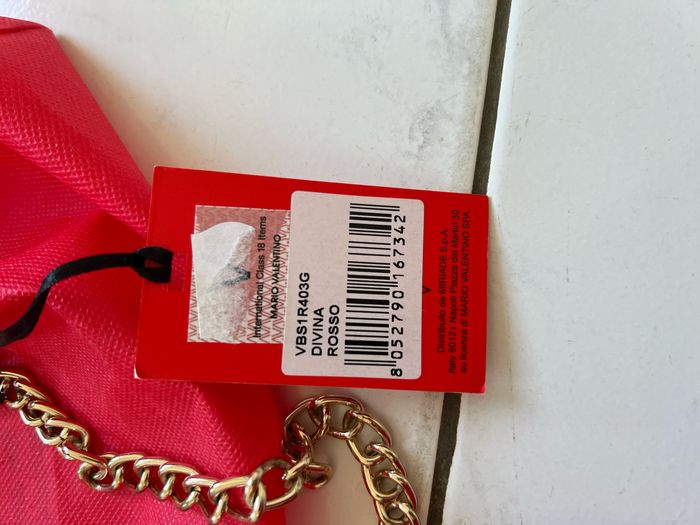 International Class 18 Items
MARIO VALENTINO
V
VBS1R403G
DIVINA
ROSSO
8 052790 167342
V
Distribuito da MIRIADE S.p.A.
Italy 80121 Napoli Piazza dei Martiri 30
su licenza di MARIO VALENTINO SPA